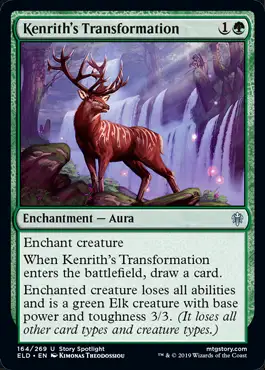 Kenrith's Transformation 1
Enchantment — Aura
Enchant creature
When Kenrith's Transformation
enters the battlefield, draw a card.
Enchanted creature loses all abilities
and is a green Elk creature with base
power and toughness 3/3. (It loses all
other card types and creature types.)
164/269 U Story Spotlight mtgstory.com
ELD • EN KIMONAS THEODOSSIOU ™ & © 2019 Wizards of the Coast